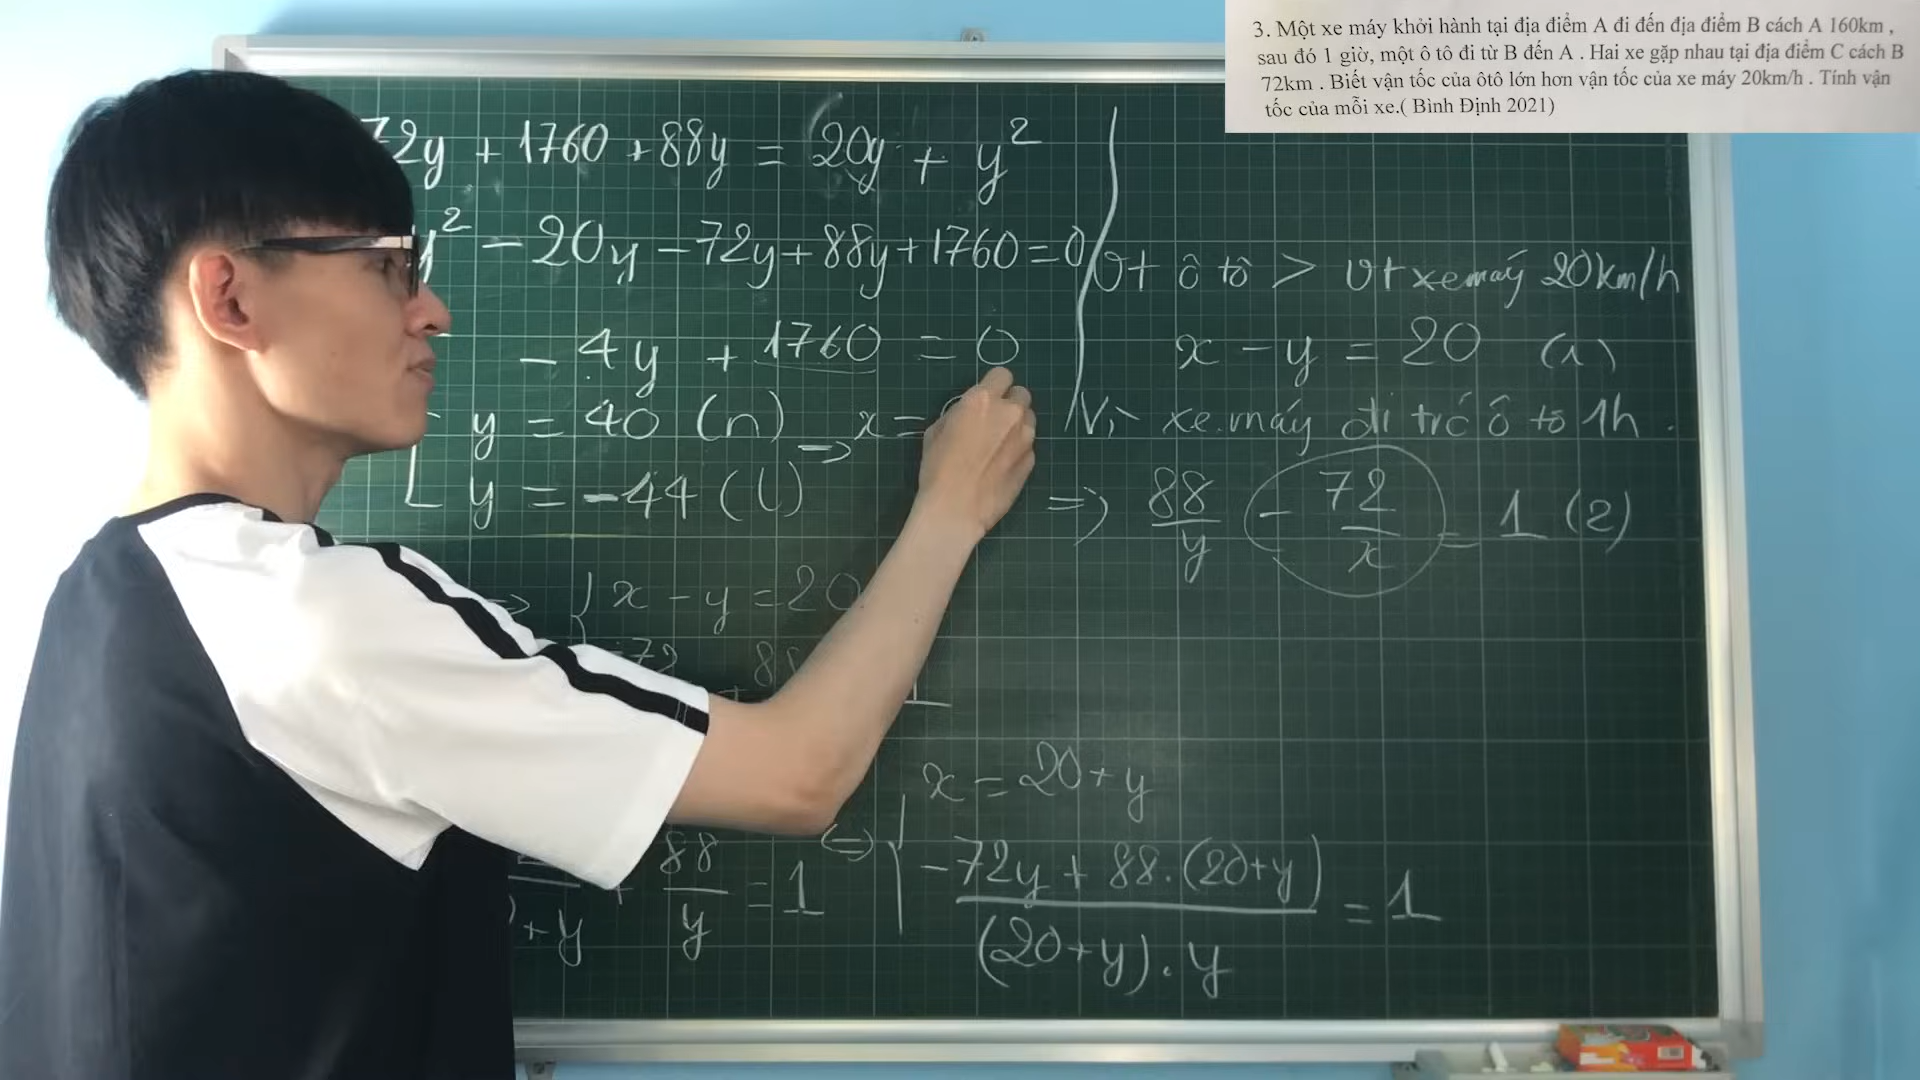 3. Một xe máy khởi hành tại địa điểm A đi đến địa điểm B cách A 160km ,
sau đó 1 giờ, một ô tô đi từ B đến A . Hai xe gặp nhau tại địa điểm C cách B
72km . Biết vận tốc của ôtô lớn hơn vận tốc của xe máy 20km/h . Tính vận
tốc của mỗi xe.( Bình Định 2021)
72y + 1760 + 88y = 20y + y²
y² - 20y - 72y + 88y + 1760 = 0
- 4y + 1760 = 0
y = 40 (n) → x =
y = -44 (l)
=> { x - y = 20
-72 + 88
1
+ y + 88/y = 1
<=> { x = 20 + y
(-72y + 88.(20+y))/((20+y).y) = 1
vt ô tô > vt xe máy 20km/h
x - y = 20 (1)
Vì xe máy đi trc ô tô 1h .
=> 88/y - 72/x = 1 (2)